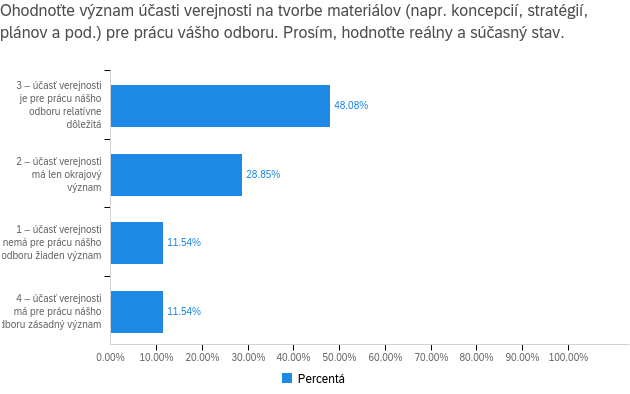 Ohodnoťte význam účasti verejnosti na tvorbe materiálov (napr. koncepcií, stratégií,
plánov a pod.) pre prácu vášho odboru. Prosím, hodnoťte reálny a súčasný stav.
3 – účasť verejnosti
je pre prácu nášho
odboru relatívne
dôležitá
48.08%
2 – účasť verejnosti
má len okrajový
význam
28.85%
1 – účasť verejnosti
nemá pre prácu nášho
odboru žiaden význam
11.54%
4 – účasť verejnosti
má pre prácu nášho
dboru zásadný význam
11.54%
0.00% 10.00% 20.00% 30.00% 40.00% 50.00% 60.00% 70.00% 80.00% 90.00% 100.00%
Percentá